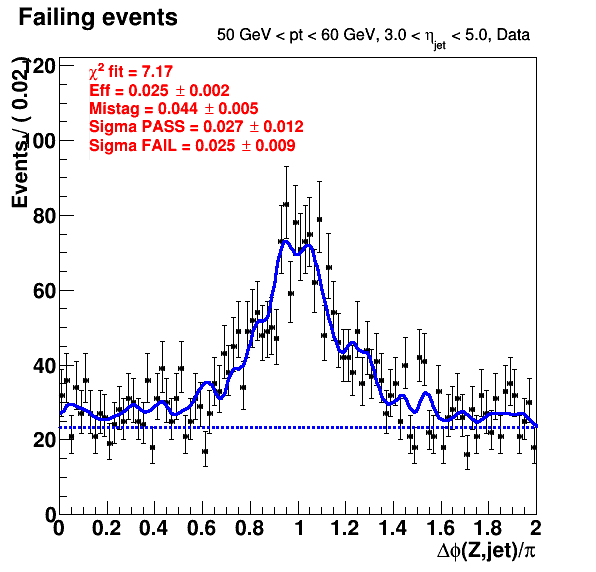 Failing events
50 GeV < pt < 60 GeV, 3.0 < η_jet < 5.0, Data
χ² fit = 7.17
Eff = 0.025 ± 0.002
Mistag = 0.044 ± 0.005
Sigma PASS = 0.027 ± 0.012
Sigma FAIL = 0.025 ± 0.009
Events / ( 0.02 )
120
100
80
60
40
20
0
0 0.2 0.4 0.6 0.8 1 1.2 1.4 1.6 1.8 2
Δϕ(Z,jet)/π